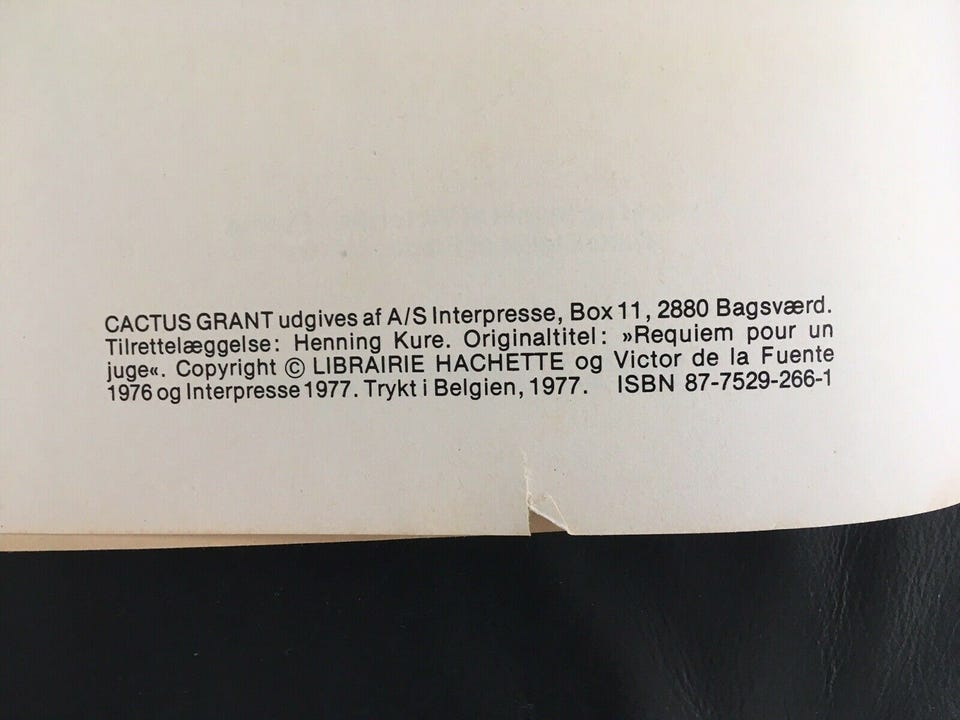 CACTUS GRANT udgives af A/S Interpresse, Box 11, 2880 Bagsværd.
Tilrettelæggelse: Henning Kure. Originaltitel: »Requiem pour un
juge«. Copyright © LIBRAIRIE HACHETTE og Victor de la Fuente
1976 og Interpresse 1977. Trykt i Belgien, 1977. ISBN 87-7529-266-1